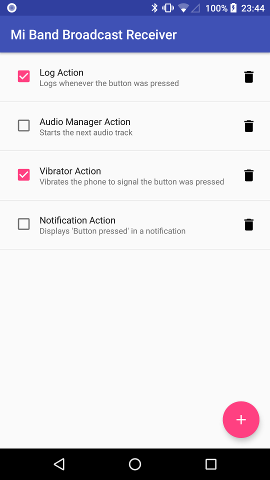 100% 23:44
Mi Band Broadcast Receiver
Log Action
Logs whenever the button was pressed
Audio Manager Action
Starts the next audio track
Vibrator Action
Vibrates the phone to signal the button was pressed
Notification Action
Displays 'Button pressed' in a notification